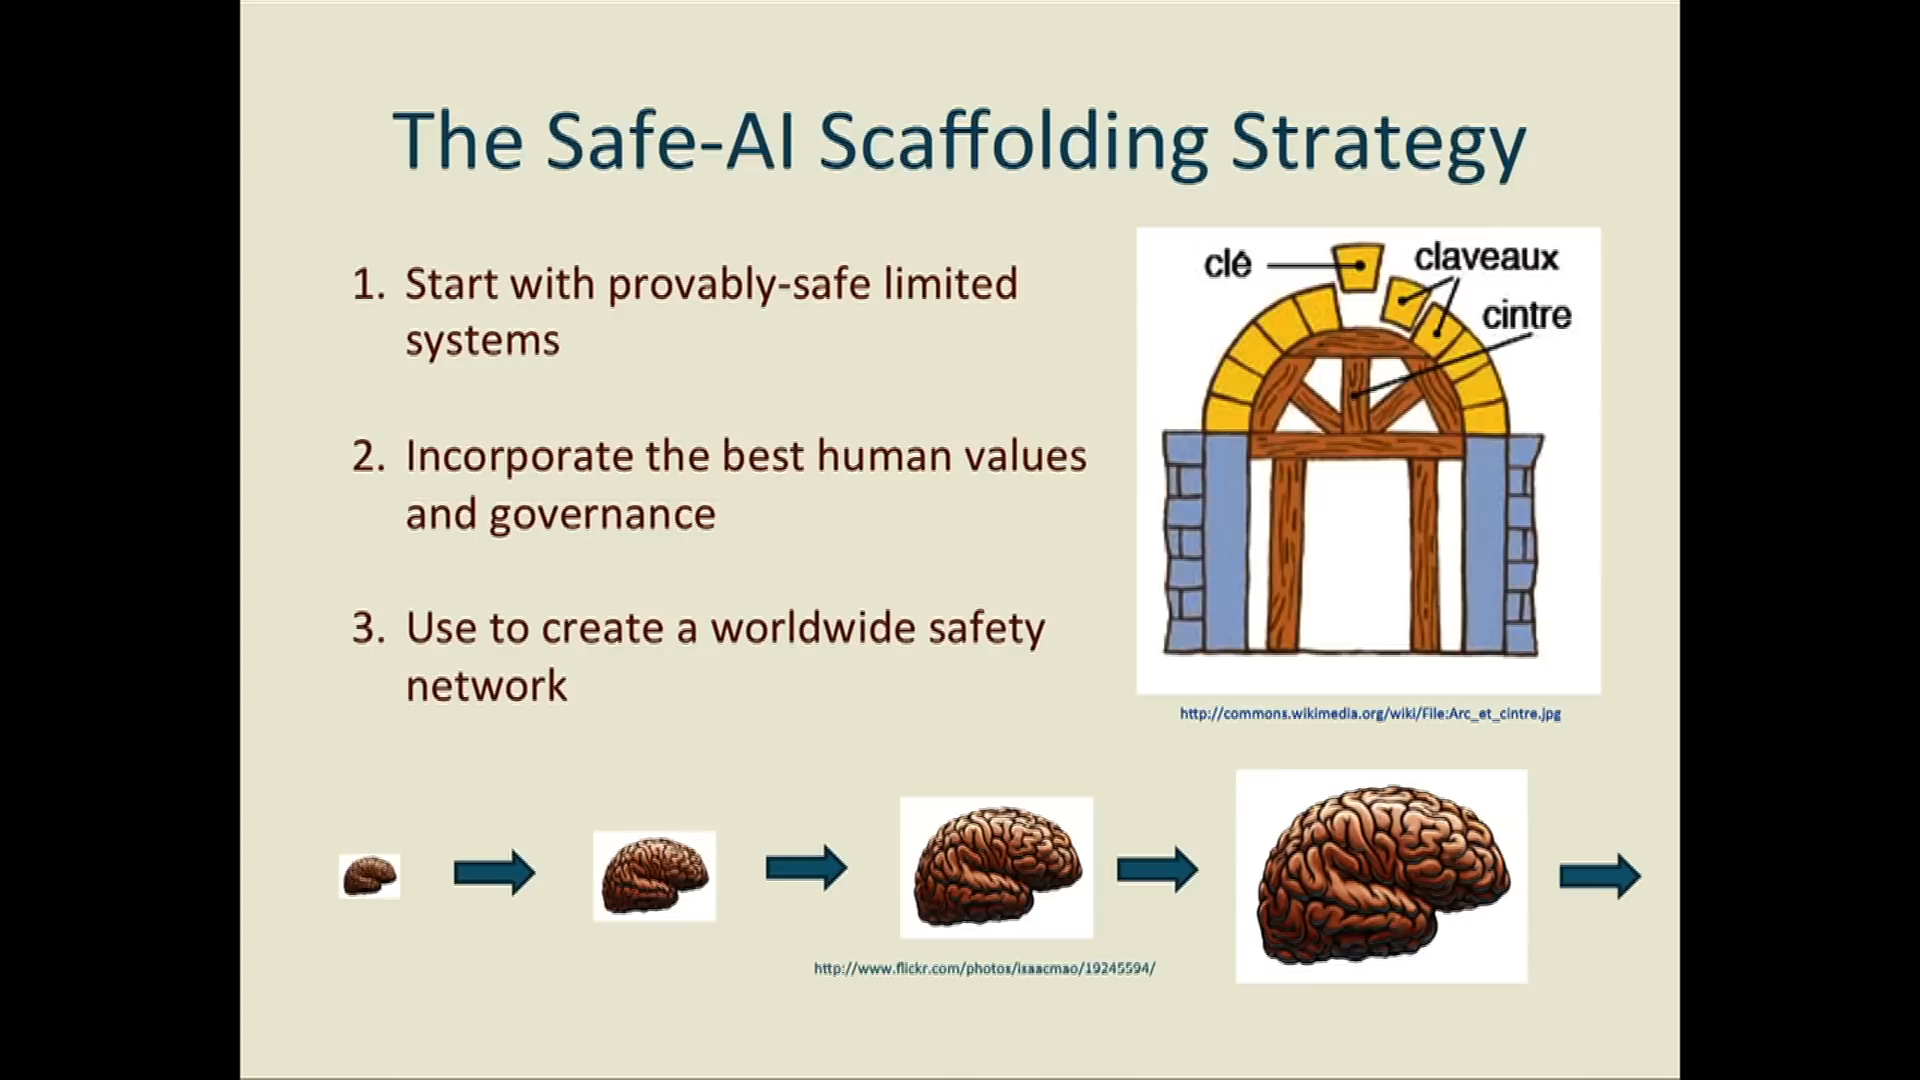 The Safe-AI Scaffolding Strategy
1. Start with provably-safe limited
systems
2. Incorporate the best human values
and governance
3. Use to create a worldwide safety
network
clé
claveaux
cintre
http://commons.wikimedia.org/wiki/File:Arc_et_cintre.jpg
http://www.flickr.com/photos/isaacmao/19245594/